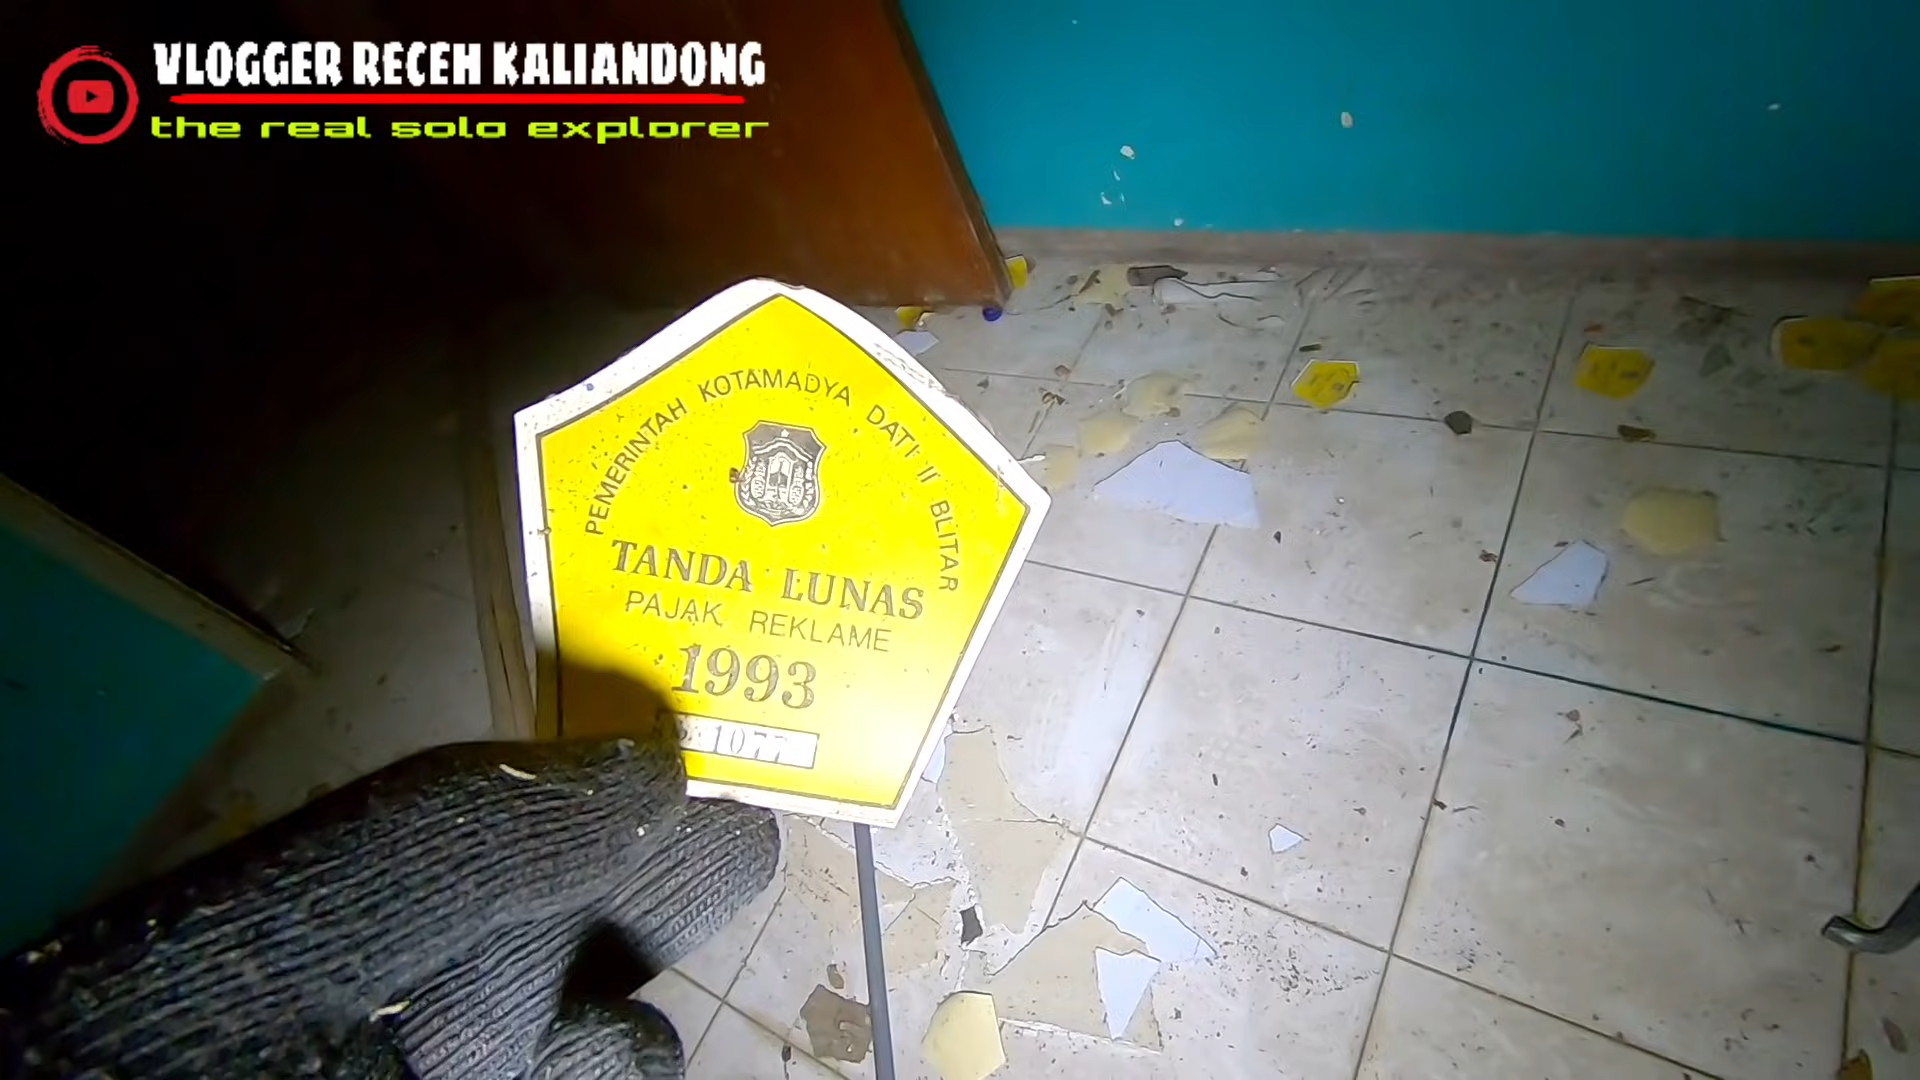 VLOGGER RECEH KALIANDONG
the real solo explorer
PEMERINTAH KOTAMADYA DATI II BLITAR
TANDA LUNAS
PAJAK REKLAME
1993
1077